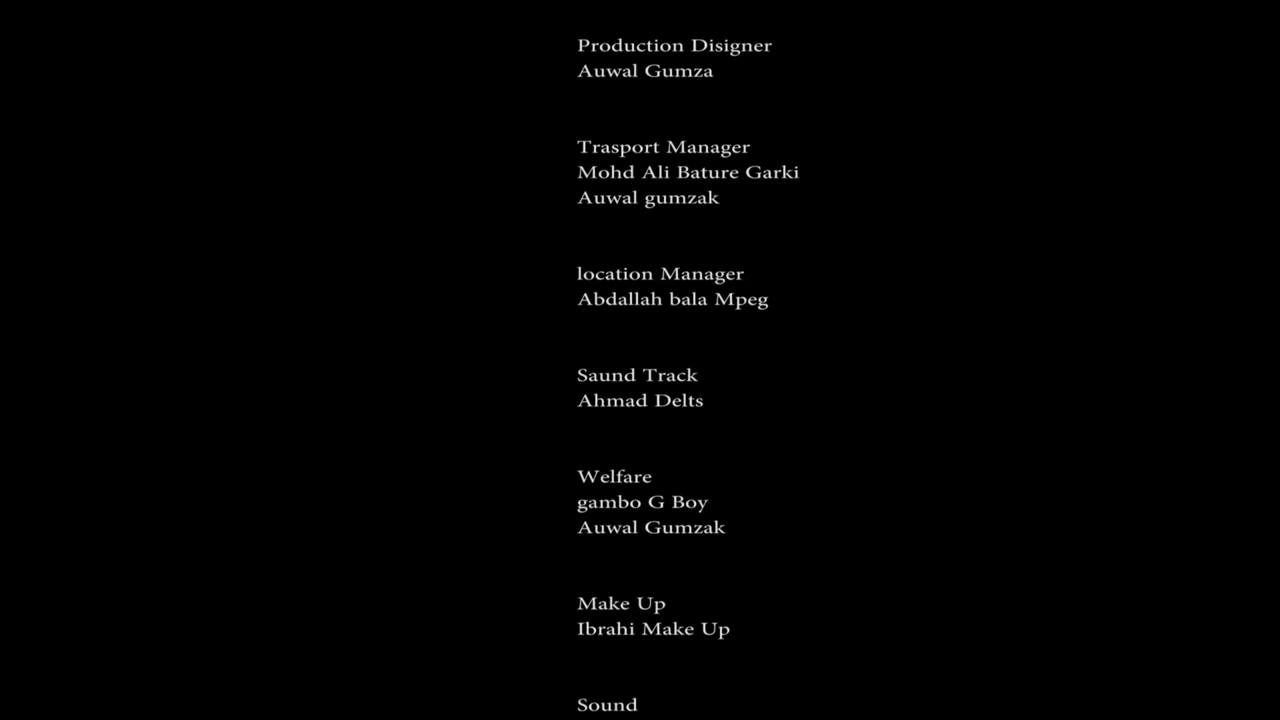 Production Disigner
Auwal Gumza
Trasport Manager
Mohd Ali Bature Garki
Auwal gumzak
location Manager
Abdallah bala Mpeg
Saund Track
Ahmad Delts
Welfare
gambo G Boy
Auwal Gumzak
Make Up
Ibrahi Make Up
Sound